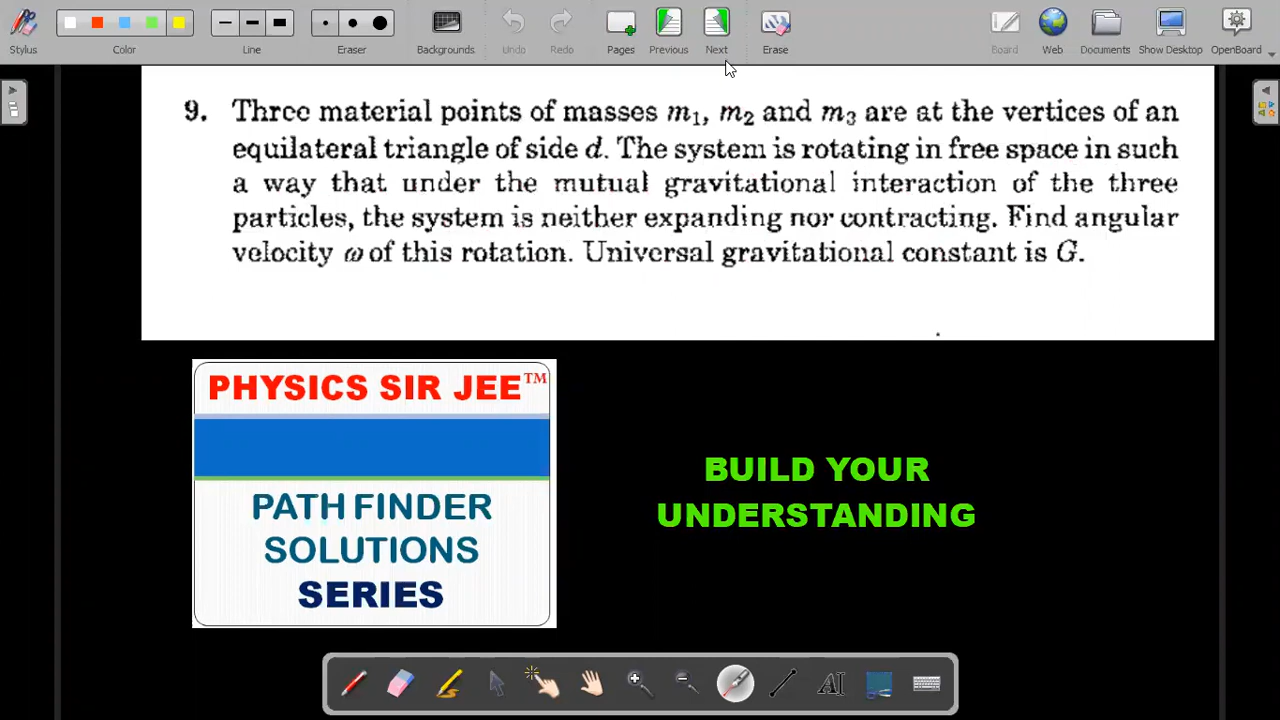 Stylus
Color
Line
Eraser
Backgrounds
Undo
Redo
Pages
Previous
Next
Erase
Board
Web
Documents
Show Desktop
OpenBoard
9. Three material points of masses m₁, m₂ and m₃ are at the vertices of an
equilateral triangle of side d. The system is rotating in free space in such
a way that under the mutual gravitational interaction of the three
particles, the system is neither expanding nor contracting. Find angular
velocity ω of this rotation. Universal gravitational constant is G.
PHYSICS SIR JEE™
PATH FINDER
SOLUTIONS
SERIES
BUILD YOUR
UNDERSTANDING
AI